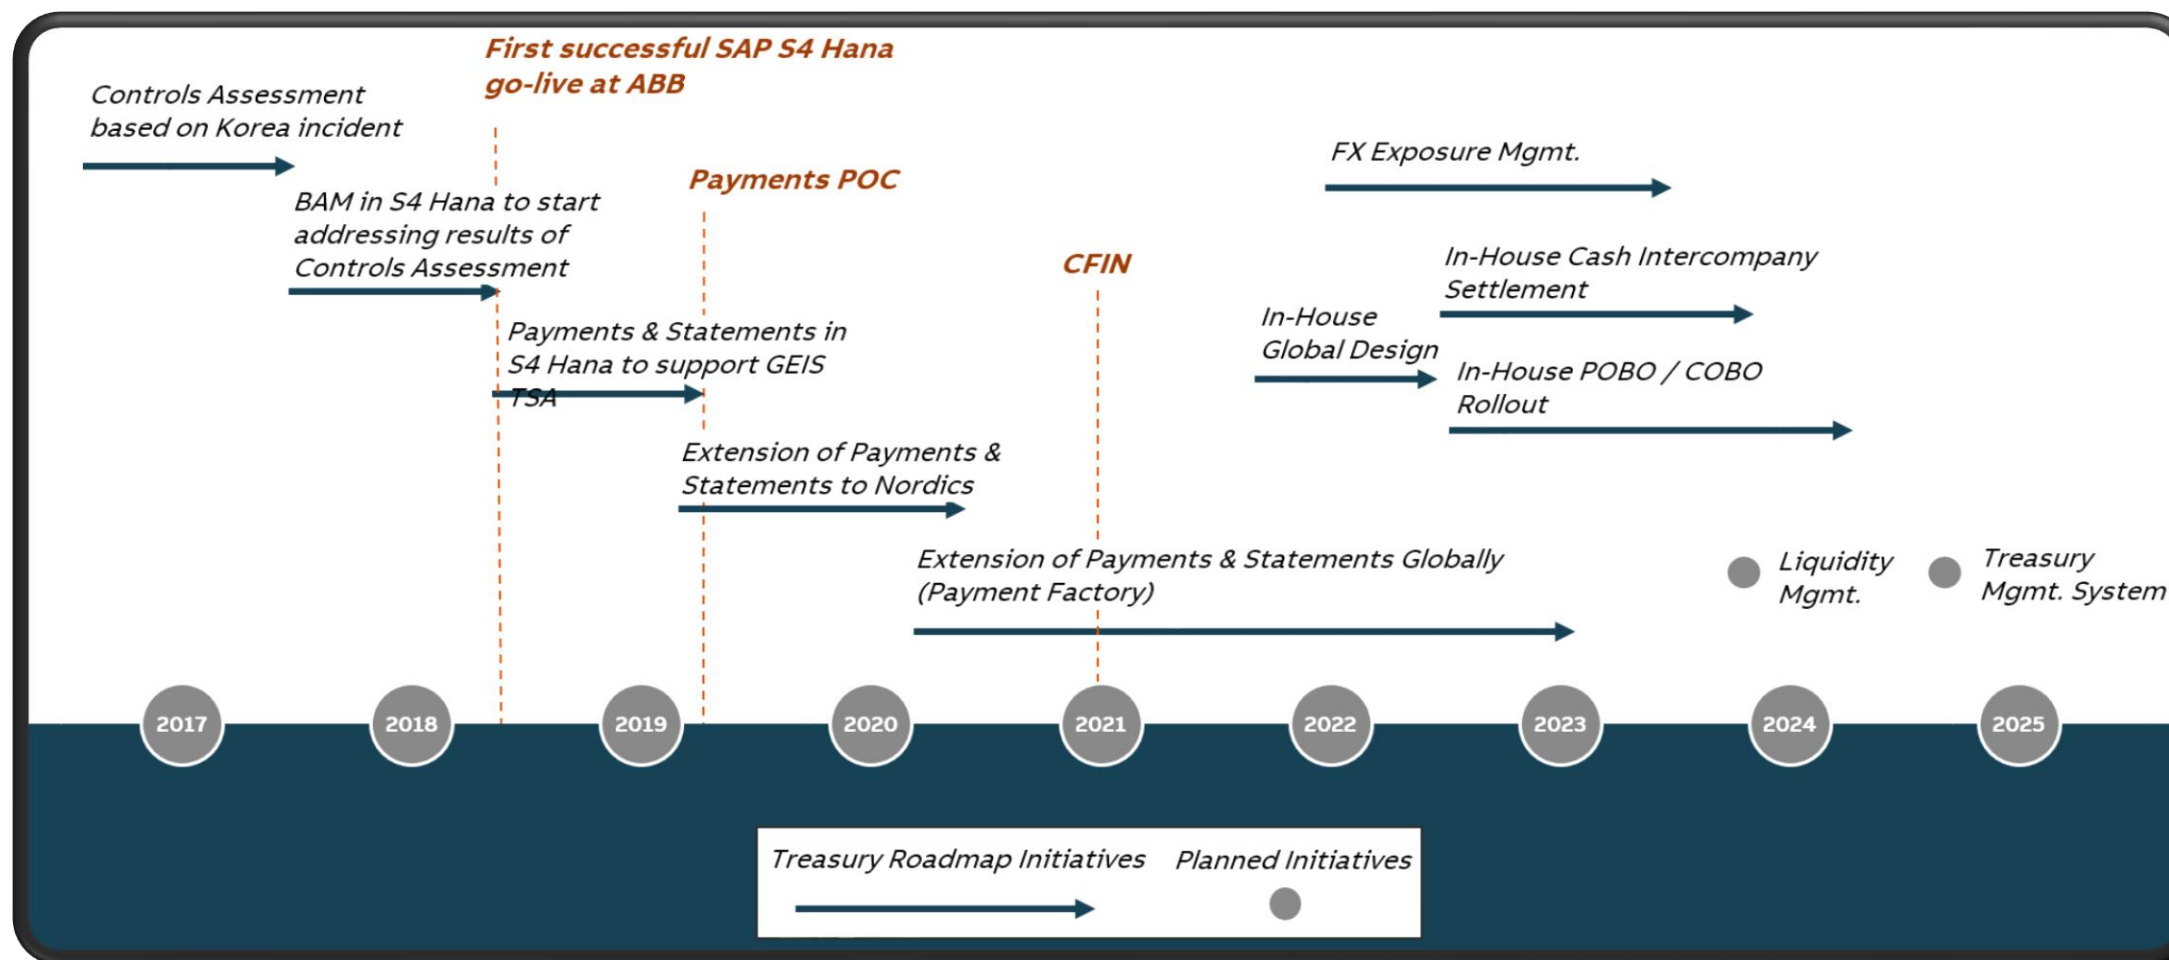 First successful SAP S4 Hana
go-live at ABB
Controls Assessment
based on Korea incident
FX Exposure Mgmt.
Payments POC
BAM in S4 Hana to start
addressing results of
Controls Assessment
CFIN
In-House Cash Intercompany
Settlement
In-House
Global Design
Payments & Statements in
S4 Hana to support GEIS
TSA
In-House POBO / COBO
Rollout
Extension of Payments &
Statements to Nordics
Extension of Payments & Statements Globally
(Payment Factory)
Liquidity
Mgmt.
Treasury
Mgmt. System
2017
2018
2019
2020
2021
2022
2023
2024
2025
Treasury Roadmap Initiatives
Planned Initiatives